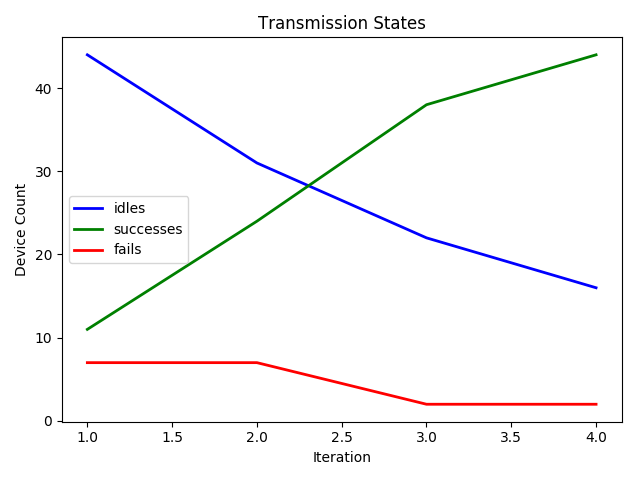 Transmission States
Device Count
40
30
20
10
0
idles
successes
fails
1.0 1.5 2.0 2.5 3.0 3.5 4.0
Iteration